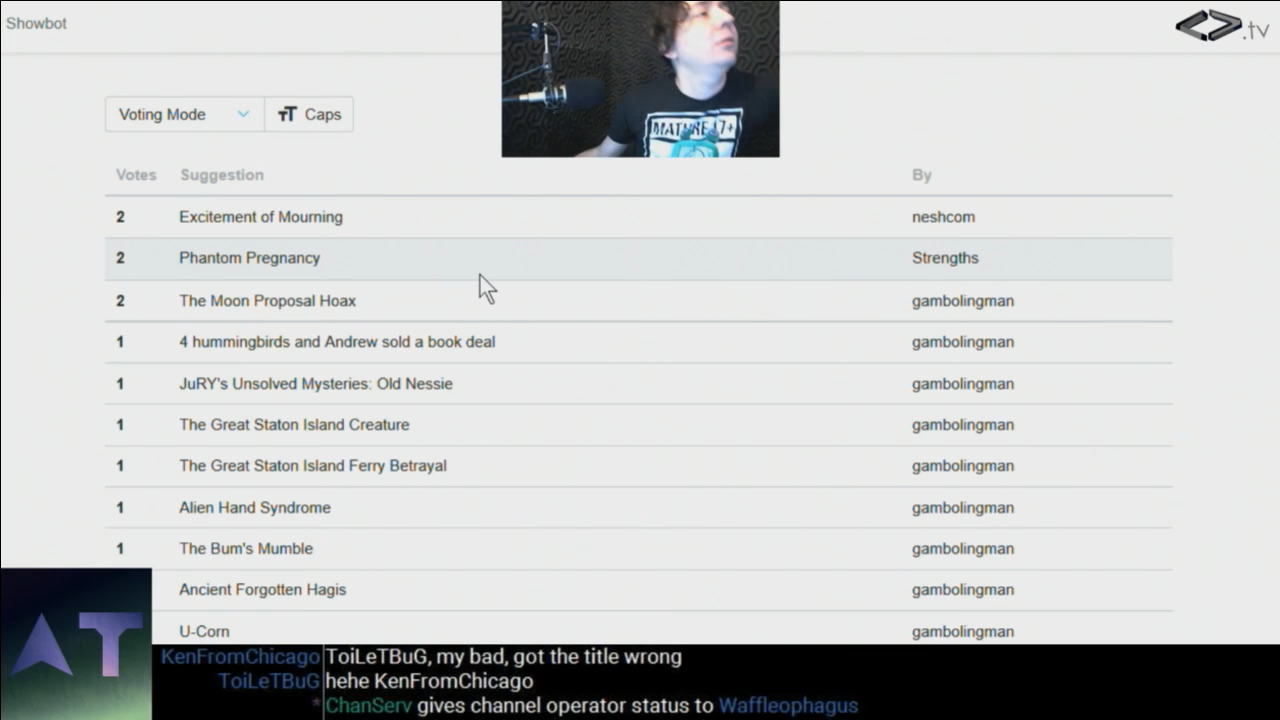 Showbot
.tv
Voting Mode
Caps
MATURE 17+
Votes Suggestion By
2 Excitement of Mourning neshcom
2 Phantom Pregnancy Strengths
2 The Moon Proposal Hoax gambolingman
1 4 hummingbirds and Andrew sold a book deal gambolingman
1 JuRY's Unsolved Mysteries: Old Nessie gambolingman
1 The Great Staton Island Creature gambolingman
1 The Great Staton Island Ferry Betrayal gambolingman
1 Alien Hand Syndrome gambolingman
1 The Bum's Mumble gambolingman
Ancient Forgotten Hagis gambolingman
U-Corn gambolingman
AT
KenFromChicago ToiLeTBuG, my bad, got the title wrong
ToiLeTBuG hehe KenFromChicago
* ChanServ gives channel operator status to Waffleophagus